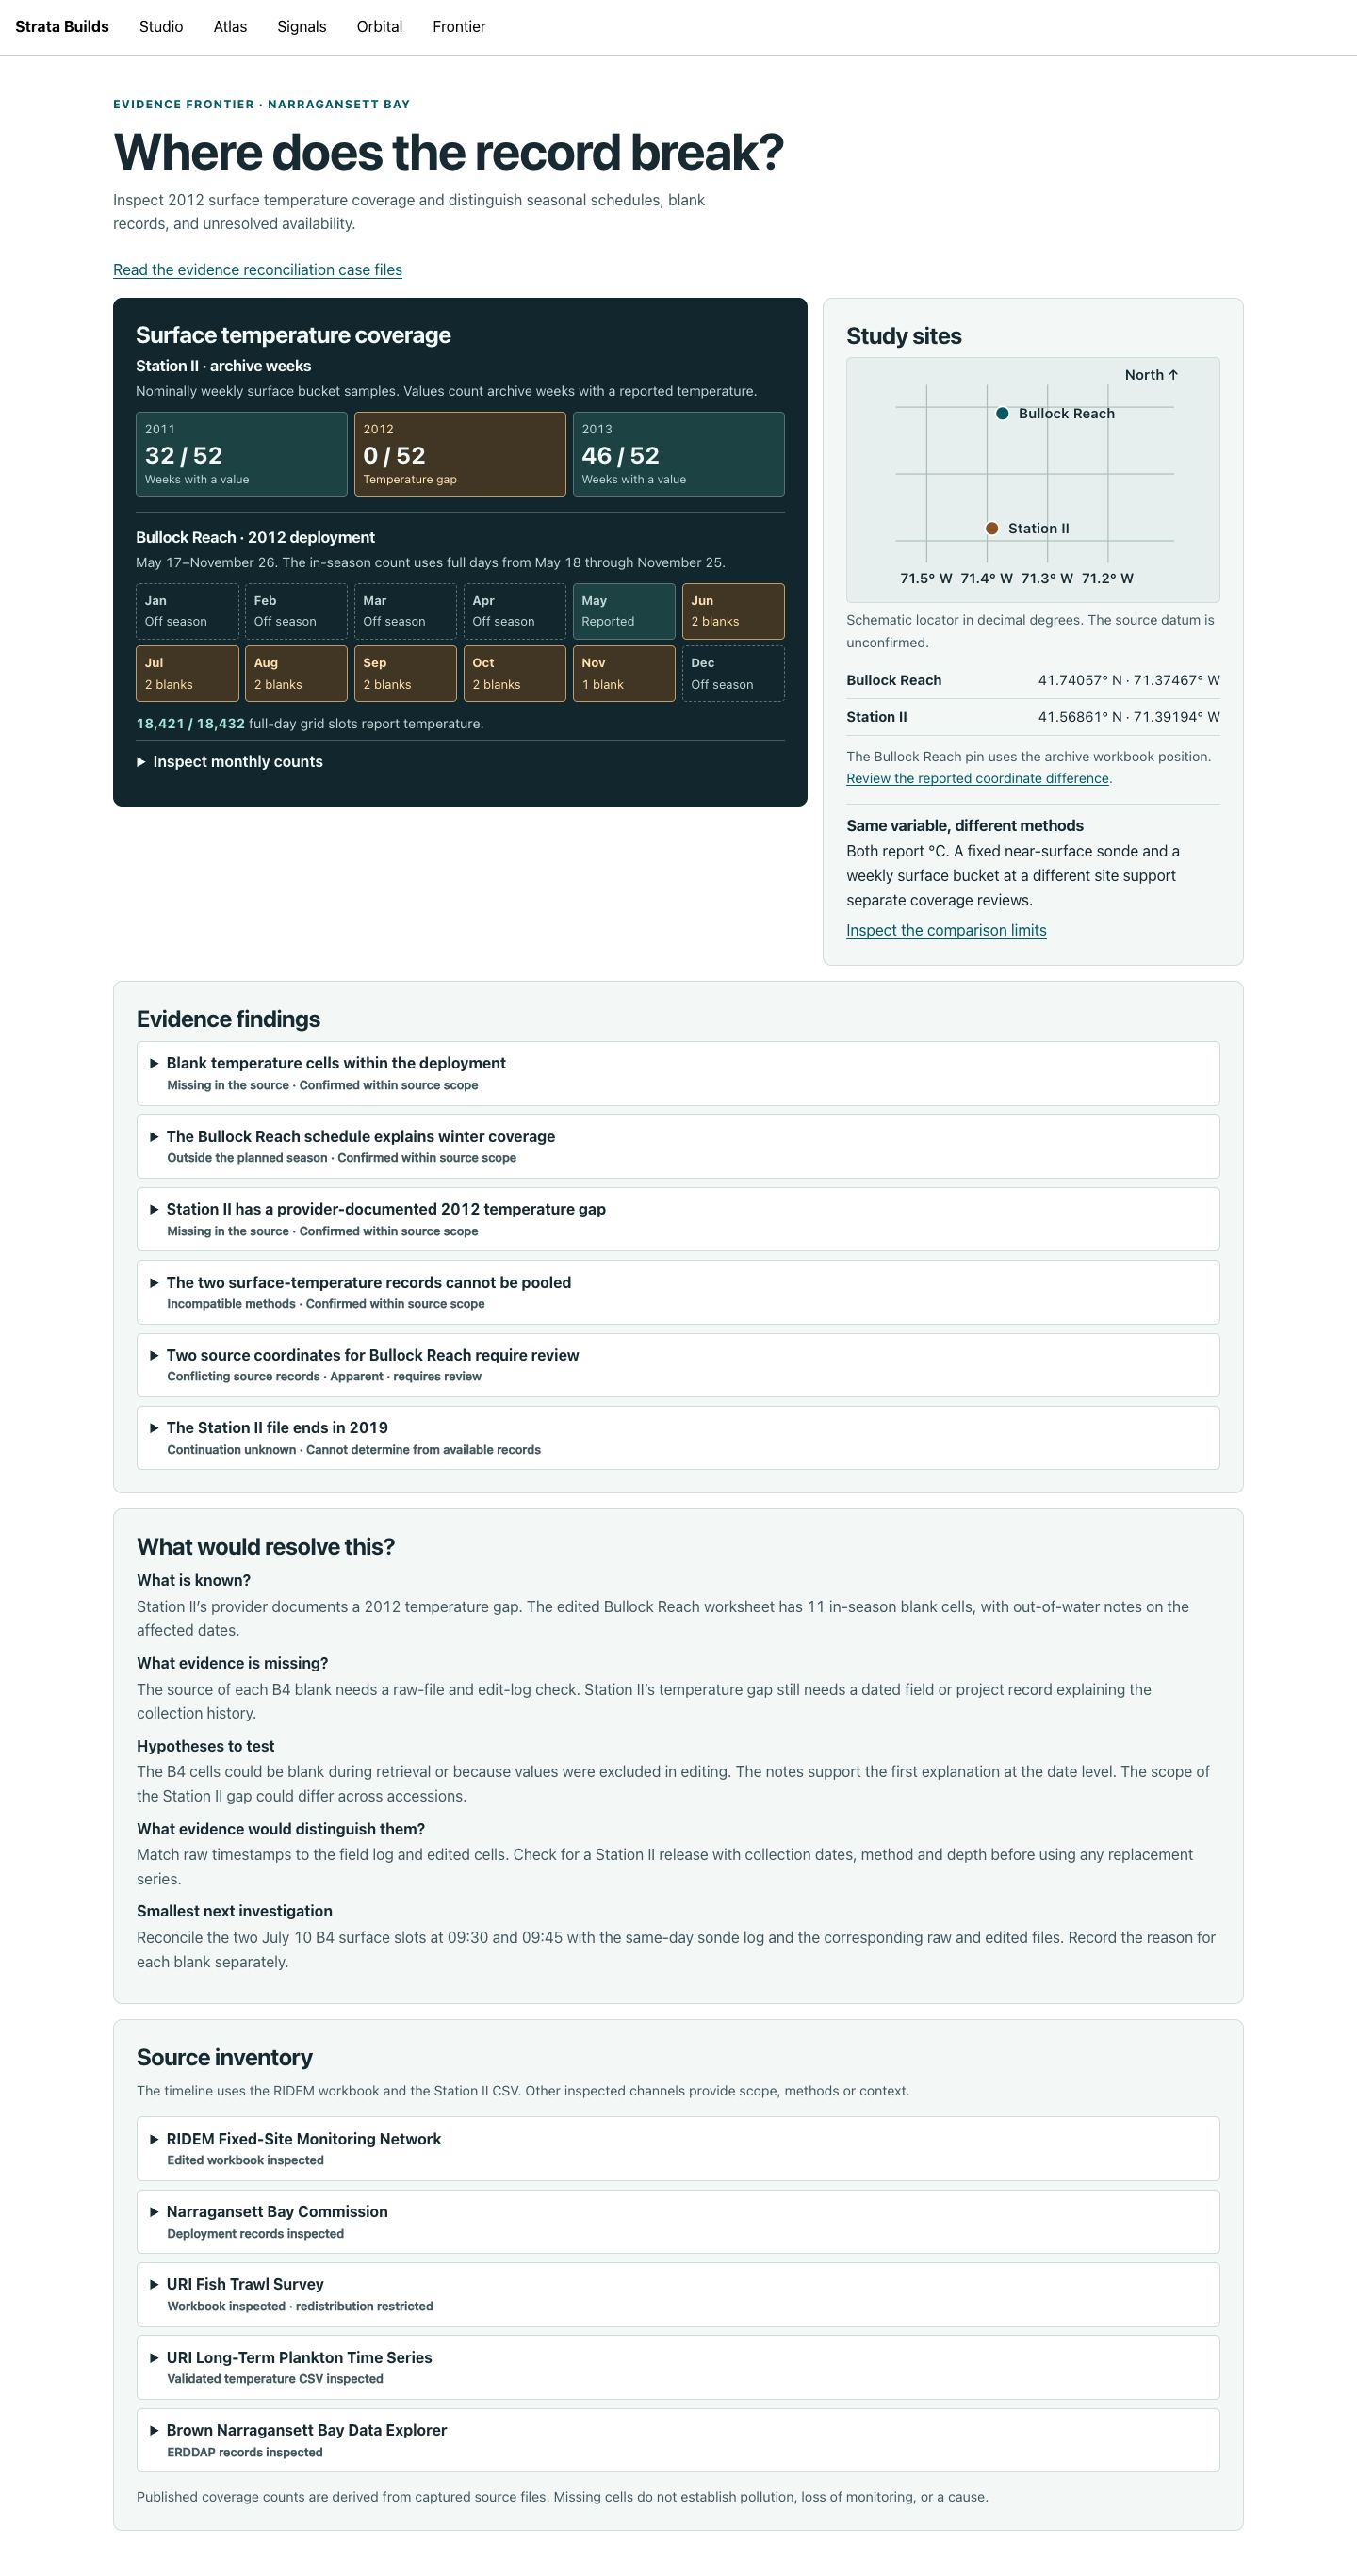 Strata Builds Studio Atlas Signals Orbital Frontier
EVIDENCE FRONTIER · NARRAGANSETT BAY
Where does the record break?
Inspect 2012 surface temperature coverage and distinguish seasonal schedules, blank
records, and unresolved availability.
Read the evidence reconciliation case files
Surface temperature coverage
Station II · archive weeks
Nominally weekly surface bucket samples. Values count archive weeks with a reported temperature.
2011
32 / 52
Weeks with a value
2012
0 / 52
Temperature gap
2013
46 / 52
Weeks with a value
Bullock Reach · 2012 deployment
May 17–November 26. The in-season count uses full days from May 18 through November 25.
Jan
Off season
Feb
Off season
Mar
Off season
Apr
Off season
May
Reported
Jun
2 blanks
Jul
2 blanks
Aug
2 blanks
Sep
2 blanks
Oct
2 blanks
Nov
1 blank
Dec
Off season
18,421 / 18,432 full-day grid slots report temperature.
▶ Inspect monthly counts
Study sites
North ↑
Bullock Reach
Station II
71.5° W 71.4° W 71.3° W 71.2° W
Schematic locator in decimal degrees. The source datum is
unconfirmed.
Bullock Reach 41.74057° N · 71.37467° W
Station II 41.56861° N · 71.39194° W
The Bullock Reach pin uses the archive workbook position.
Review the reported coordinate difference.
Same variable, different methods
Both report °C. A fixed near-surface sonde and a
weekly surface bucket at a different site support
separate coverage reviews.
Inspect the comparison limits
Evidence findings
▶ Blank temperature cells within the deployment
Missing in the source · Confirmed within source scope
▶ The Bullock Reach schedule explains winter coverage
Outside the planned season · Confirmed within source scope
▶ Station II has a provider-documented 2012 temperature gap
Missing in the source · Confirmed within source scope
▶ The two surface-temperature records cannot be pooled
Incompatible methods · Confirmed within source scope
▶ Two source coordinates for Bullock Reach require review
Conflicting source records · Apparent · requires review
▶ The Station II file ends in 2019
Continuation unknown · Cannot determine from available records
What would resolve this?
What is known?
Station II’s provider documents a 2012 temperature gap. The edited Bullock Reach worksheet has 11 in-season blank cells, with out-of-water notes on the
affected dates.
What evidence is missing?
The source of each B4 blank needs a raw-file and edit-log check. Station II’s temperature gap still needs a dated field or project record explaining the
collection history.
Hypotheses to test
The B4 cells could be blank during retrieval or because values were excluded in editing. The notes support the first explanation at the date level. The scope of
the Station II gap could differ across accessions.
What evidence would distinguish them?
Match raw timestamps to the field log and edited cells. Check for a Station II release with collection dates, method and depth before using any replacement
series.
Smallest next investigation
Reconcile the two July 10 B4 surface slots at 09:30 and 09:45 with the same-day sonde log and the corresponding raw and edited files. Record the reason for
each blank separately.
Source inventory
The timeline uses the RIDEM workbook and the Station II CSV. Other inspected channels provide scope, methods or context.
▶ RIDEM Fixed-Site Monitoring Network
Edited workbook inspected
▶ Narragansett Bay Commission
Deployment records inspected
▶ URI Fish Trawl Survey
Workbook inspected · redistribution restricted
▶ URI Long-Term Plankton Time Series
Validated temperature CSV inspected
▶ Brown Narragansett Bay Data Explorer
ERDDAP records inspected
Published coverage counts are derived from captured source files. Missing cells do not establish pollution, loss of monitoring, or a cause.